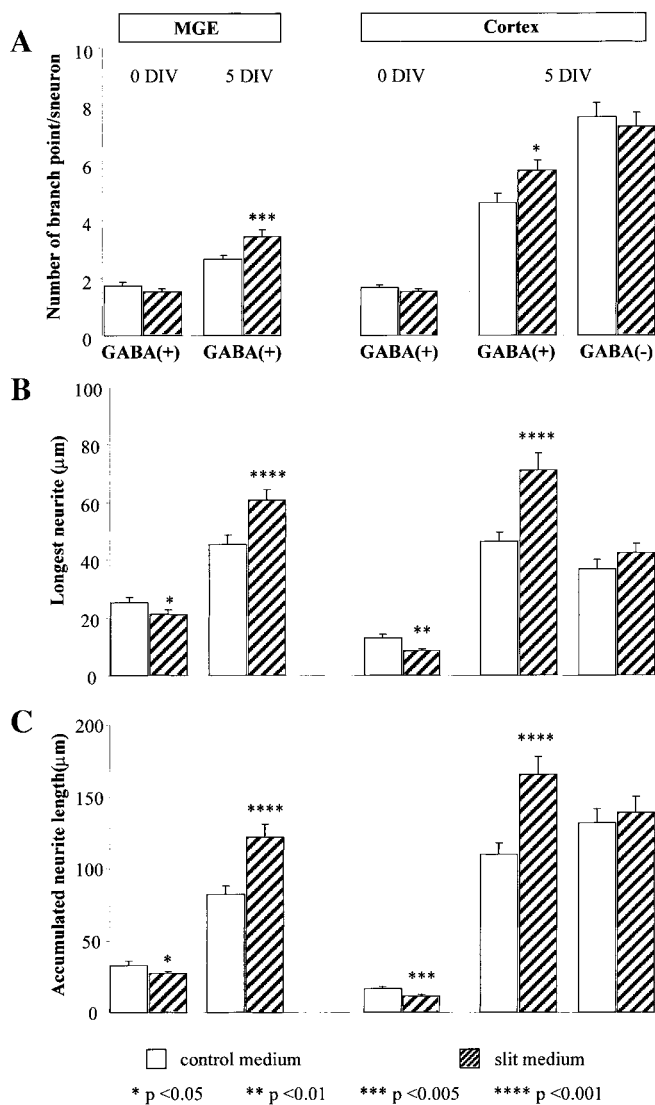 MGE Cortex
A
0 DIV 5 DIV 0 DIV 5 DIV
Number of branch point/sneuron
10
8
6
4
2
0
***
*
GABA(+) GABA(+) GABA(+) GABA(+) GABA(-)
B
Longest neurite (μm)
100
80
60
40
20
0
*
****
**
****
C
Accumulated neurite length(μm)
200
150
100
50
0
*
****
***
****
control medium slit medium
* p <0.05 ** p <0.01 *** p <0.005 **** p <0.001